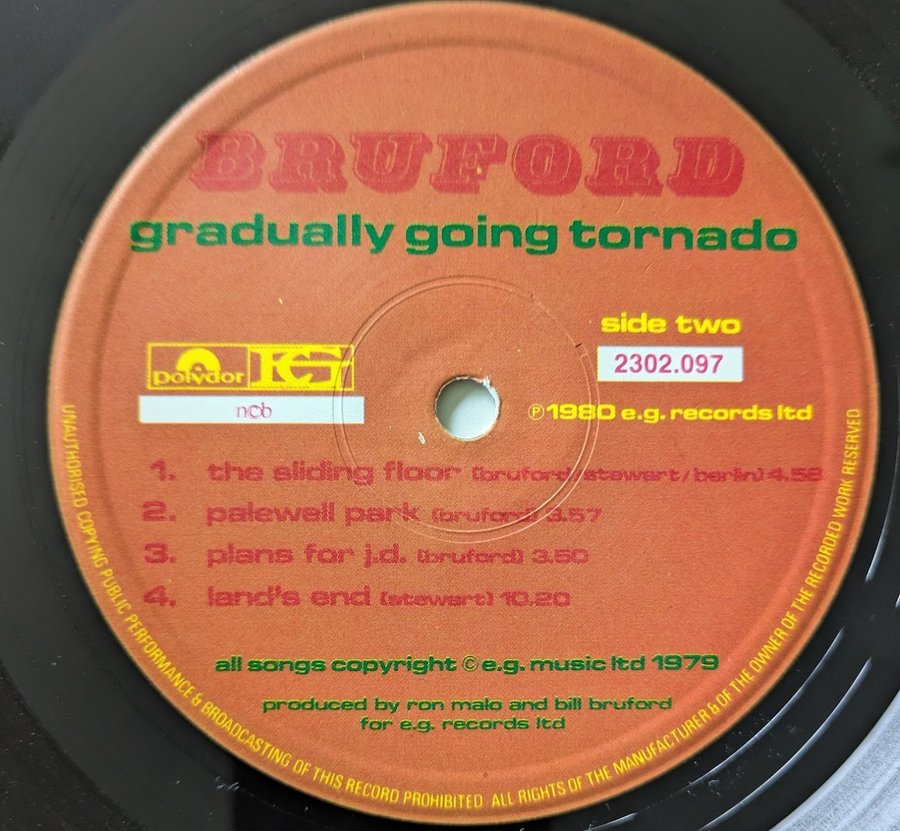 BRUFORD
gradually going tornado
side two
polydor EG
2302.097
ncb
℗1980 e.g. records ltd
1. the sliding floor (bruford/stewart/berlin) 4.58
2. palewell park (bruford) 3.57
3. plans for j.d. (bruford) 3.50
4. land's end (stewart) 10.20
all songs copyright © e.g. music ltd 1979
produced by ron malo and bill bruford
for e.g. records ltd
UNAUTHORISED COPYING PUBLIC PERFORMANCE & BROADCASTING OF THIS RECORD PROHIBITED ALL RIGHTS OF THE MANUFACTURER & OF THE OWNER OF THE RECORDED WORK RESERVED